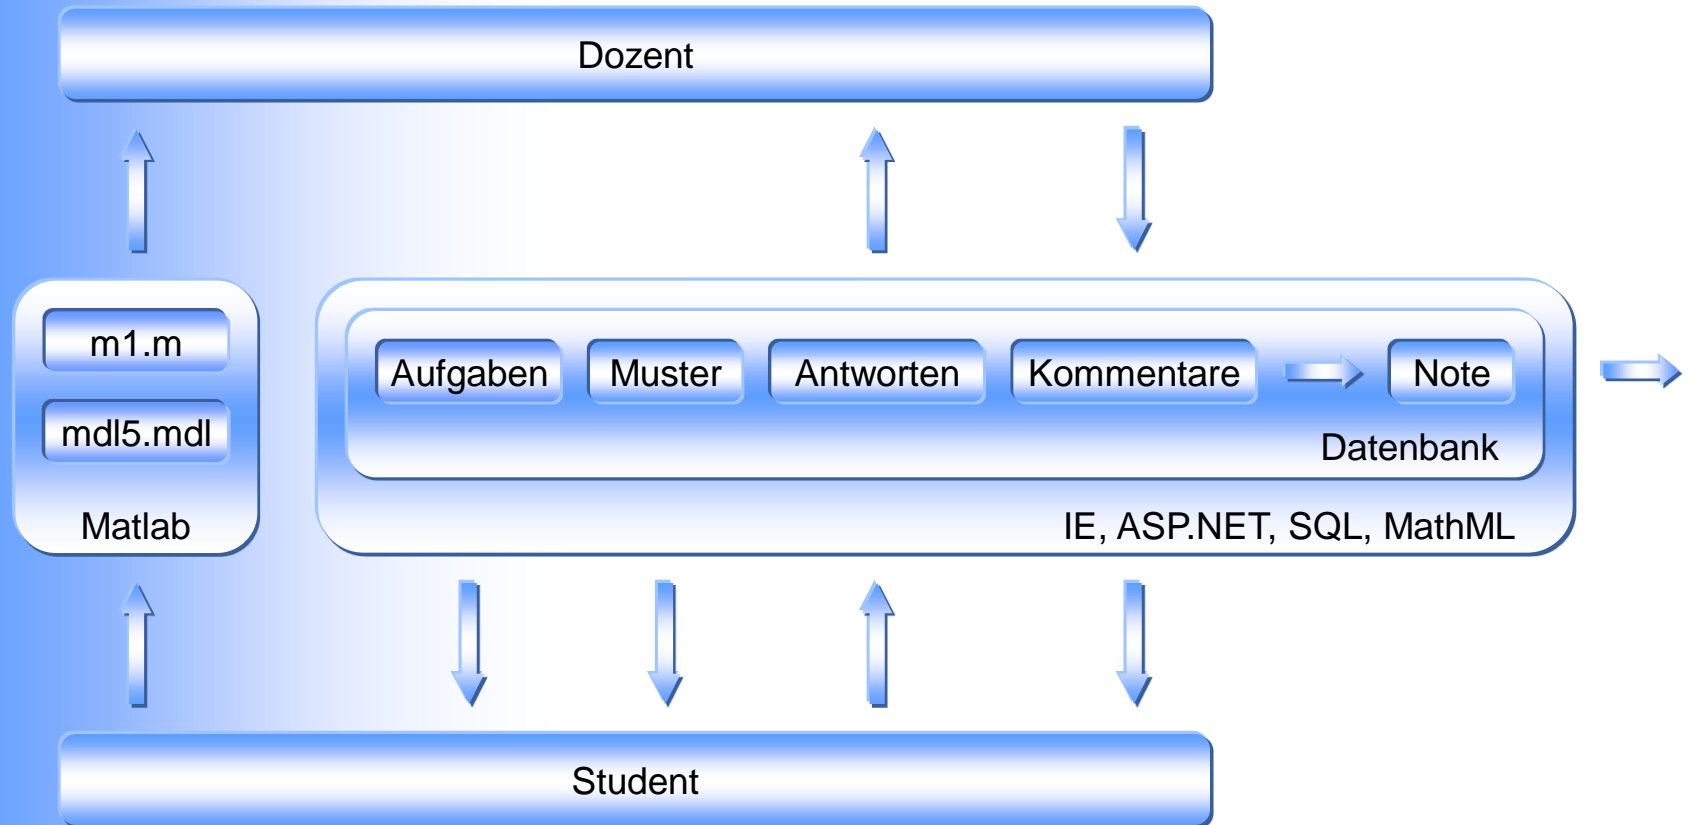 Dozent
m1.m
mdl5.mdl
Matlab
Aufgaben
Muster
Antworten
Kommentare
Note
Datenbank
IE, ASP.NET, SQL, MathML
Student